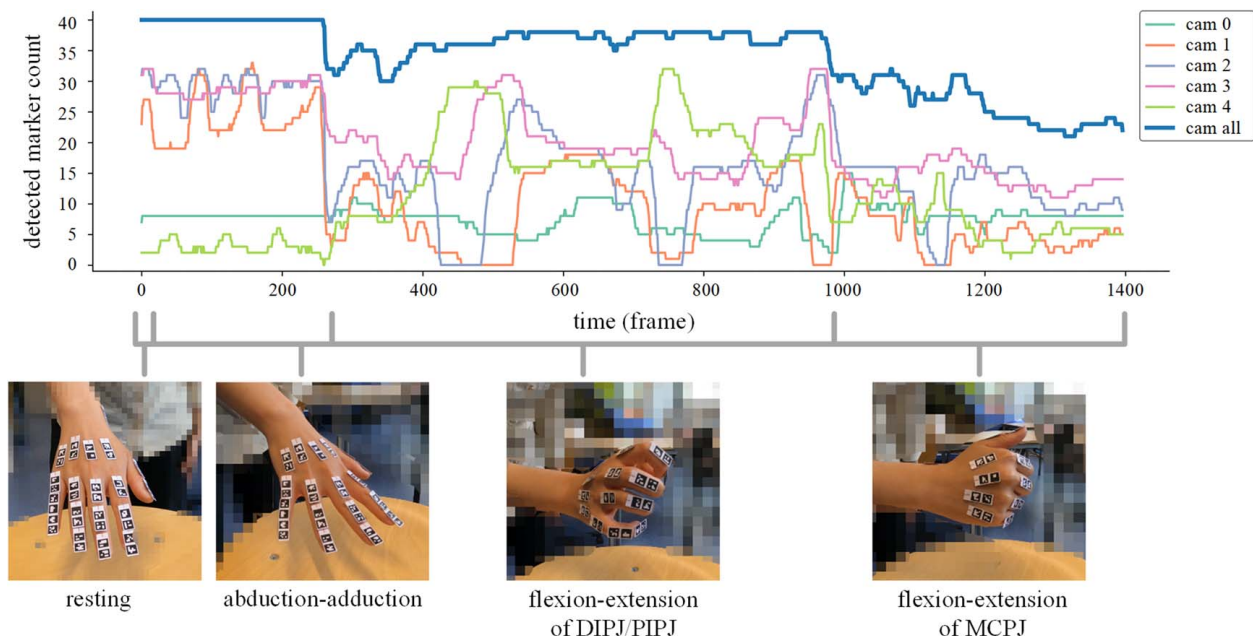 detected marker count
40
35
30
25
20
15
10
5
0
0 200 400 600 800 1000 1200 1400
time (frame)
cam 0
cam 1
cam 2
cam 3
cam 4
cam all
resting
abduction-adduction
flexion-extension
of DIPJ/PIPJ
flexion-extension
of MCPJ